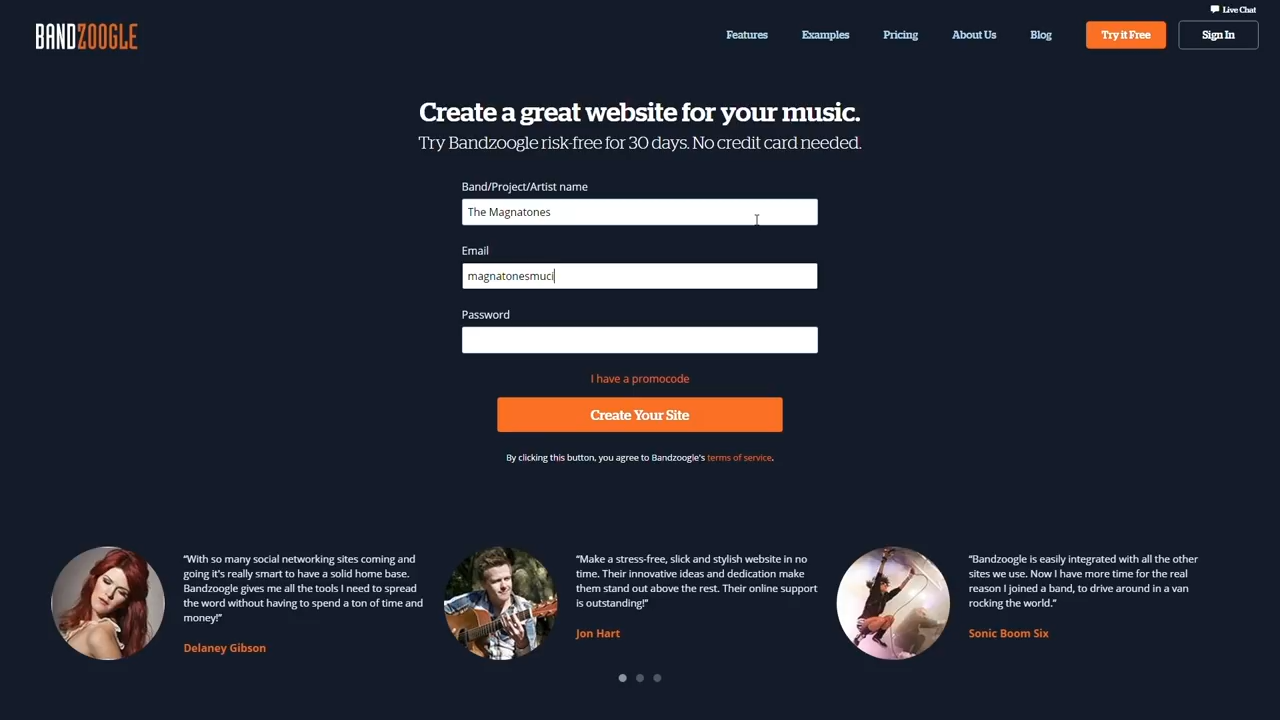 Live Chat
BANDZOOGLE
Features
Examples
Pricing
About Us
Blog
Try it Free
Sign In
Create a great website for your music.
Try Bandzoogle risk-free for 30 days. No credit card needed.
Band/Project/Artist name
The Magnatones
Email
magnatonesmuci
Password
I have a promocode
Create Your Site
By clicking this button, you agree to Bandzoogle's terms of service.
“With so many social networking sites coming and
going it's really smart to have a solid home base.
Bandzoogle gives me all the tools I need to spread
the word without having to spend a ton of time and
money!”
Delaney Gibson
“Make a stress-free, slick and stylish website in no
time. Their innovative ideas and dedication make
them stand out above the rest. Their online support
is outstanding!”
Jon Hart
“Bandzoogle is easily integrated with all the other
sites we use. Now I have more time for the real
reason I joined a band, to drive around in a van
rocking the world.”
Sonic Boom Six